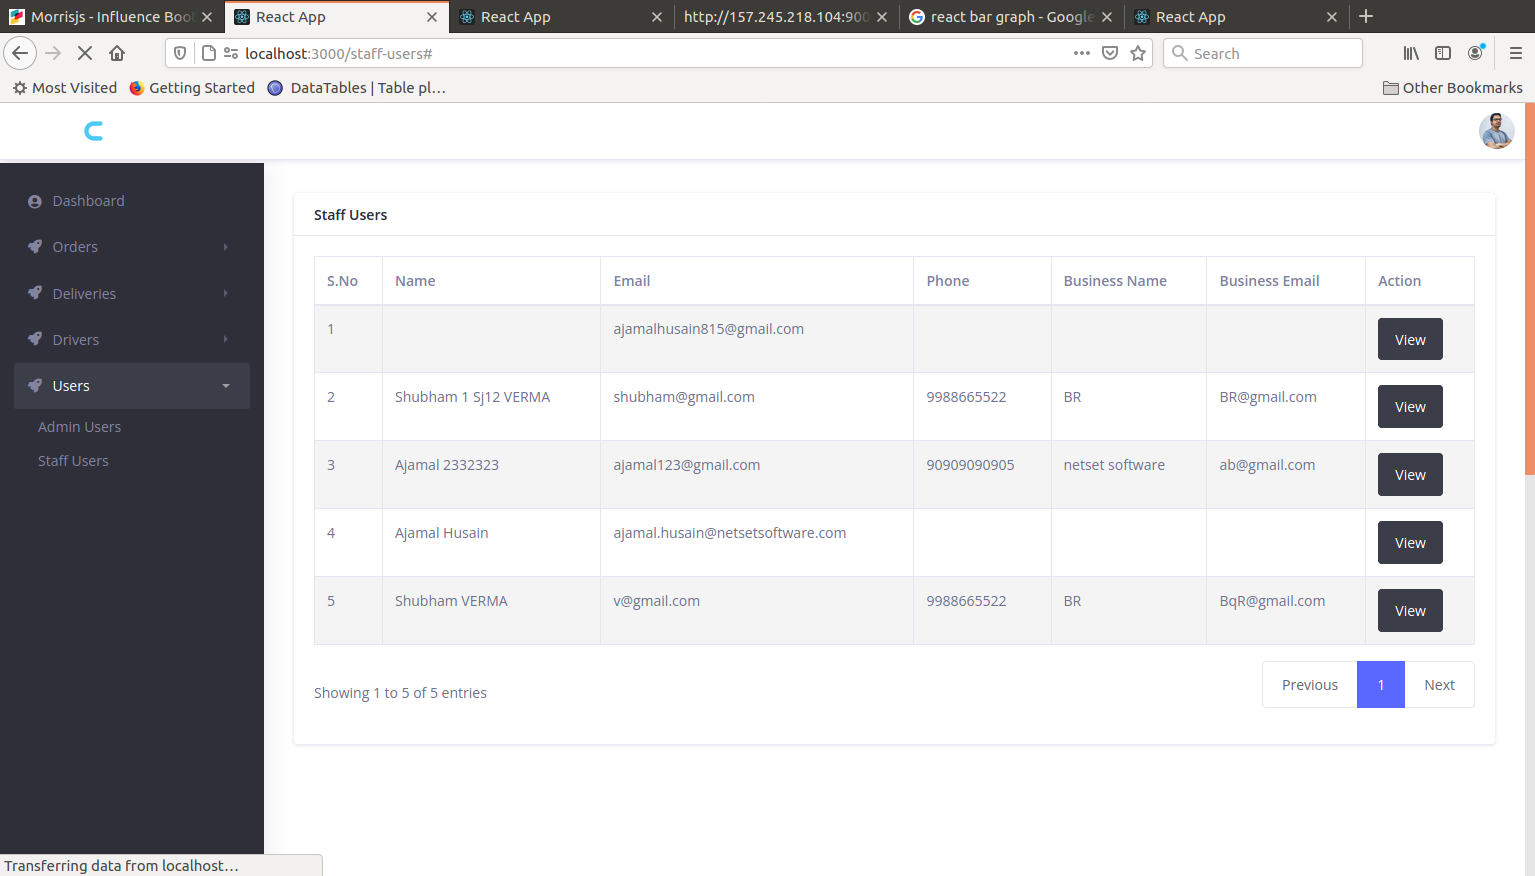 Morrisjs - Influence Boot
React App
React App
http://157.245.218.104:900
react bar graph - Google
React App
localhost:3000/staff-users#
Search
Most Visited
Getting Started
DataTables | Table pl…
Other Bookmarks
Dashboard
Orders
Deliveries
Drivers
Users
Admin Users
Staff Users
Staff Users
S.No Name Email Phone Business Name Business Email Action
1 ajamalhusain815@gmail.com View
2 Shubham 1 Sj12 VERMA shubham@gmail.com 9988665522 BR BR@gmail.com View
3 Ajamal 2332323 ajamal123@gmail.com 90909090905 netset software ab@gmail.com View
4 Ajamal Husain ajamal.husain@netsetsoftware.com View
5 Shubham VERMA v@gmail.com 9988665522 BR BqR@gmail.com View
Showing 1 to 5 of 5 entries
Previous 1 Next
Transferring data from localhost…